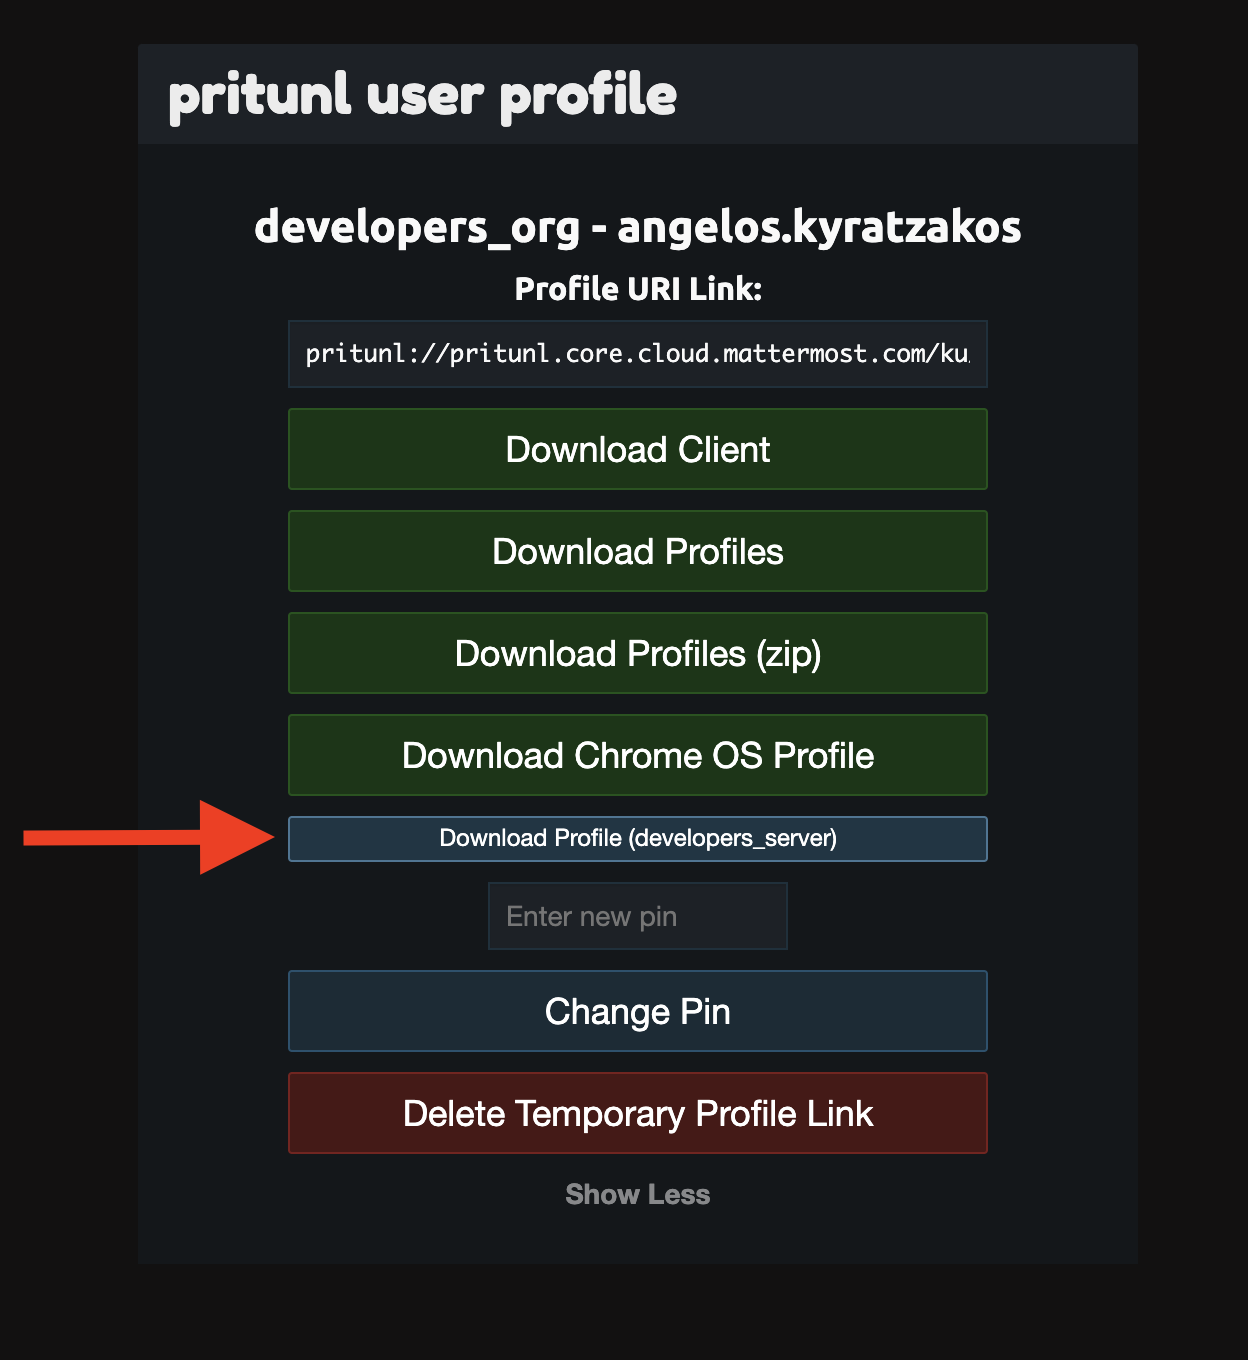 pritunl user profile
developers_org - angelos.kyratzakos
Profile URI Link:
pritunl://pritunl.core.cloud.mattermost.com/ku
Download Client
Download Profiles
Download Profiles (zip)
Download Chrome OS Profile
Download Profile (developers_server)
Enter new pin
Change Pin
Delete Temporary Profile Link
Show Less